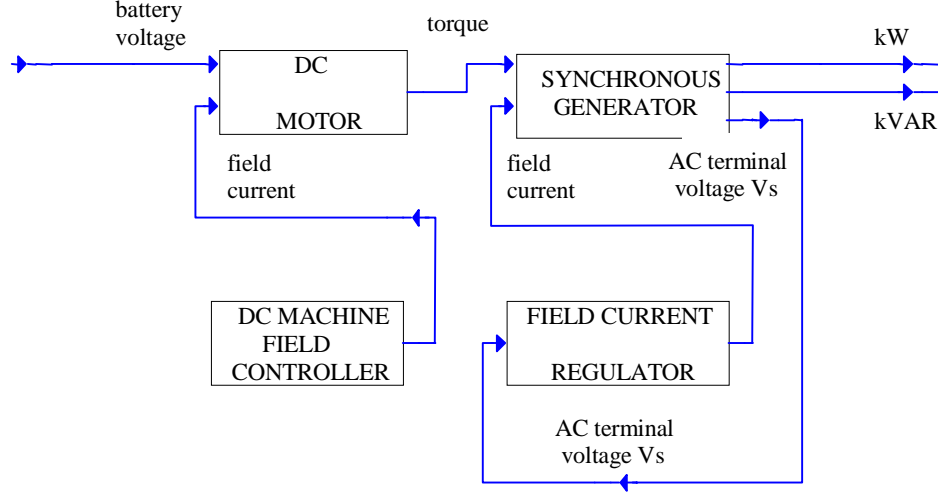 battery
voltage
DC
MOTOR
torque
SYNCHRONOUS
GENERATOR
kW
kVAR
field
current
field
current
AC terminal
voltage Vs
DC MACHINE
FIELD
CONTROLLER
FIELD CURRENT
REGULATOR
AC terminal
voltage Vs